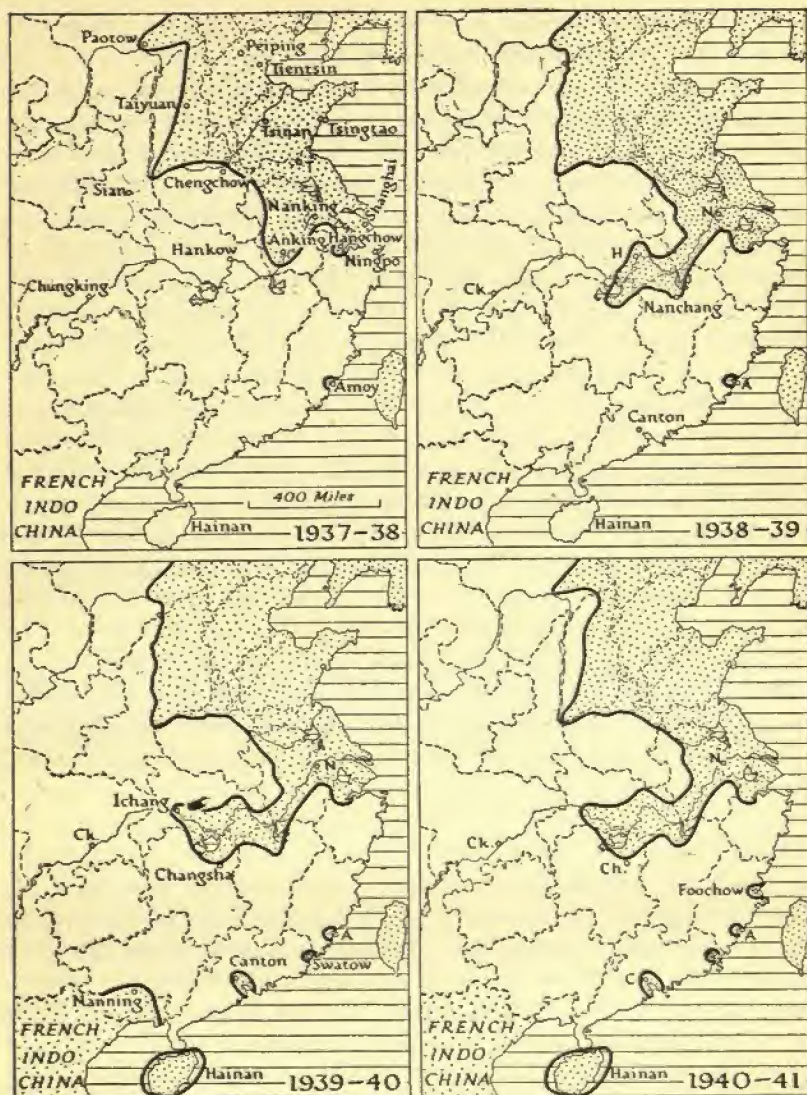 Paotow
Peiping
Tientsin
Taiyuan
Tsinan
Tsingtao
Sian
Chengchow
Shanghai
Nanking
Anking
Hangchow
Hankow
Ningpo
Chungking
Amoy
FRENCH
INDO
CHINA
400 Miles
Hainan
1937-38
N.
H
Ck.
Nanchang
A
Canton
FRENCH
INDO
CHINA
Hainan
1938-39
N.
Ichang
Ck.
Changsha
A
Canton
Swatow
Nanning
FRENCH
INDO
CHINA
Hainan
1939-40
N.
Ck.
Ch.
Foochow
A
C
FRENCH
INDO
CHINA
Hainan
1940-41